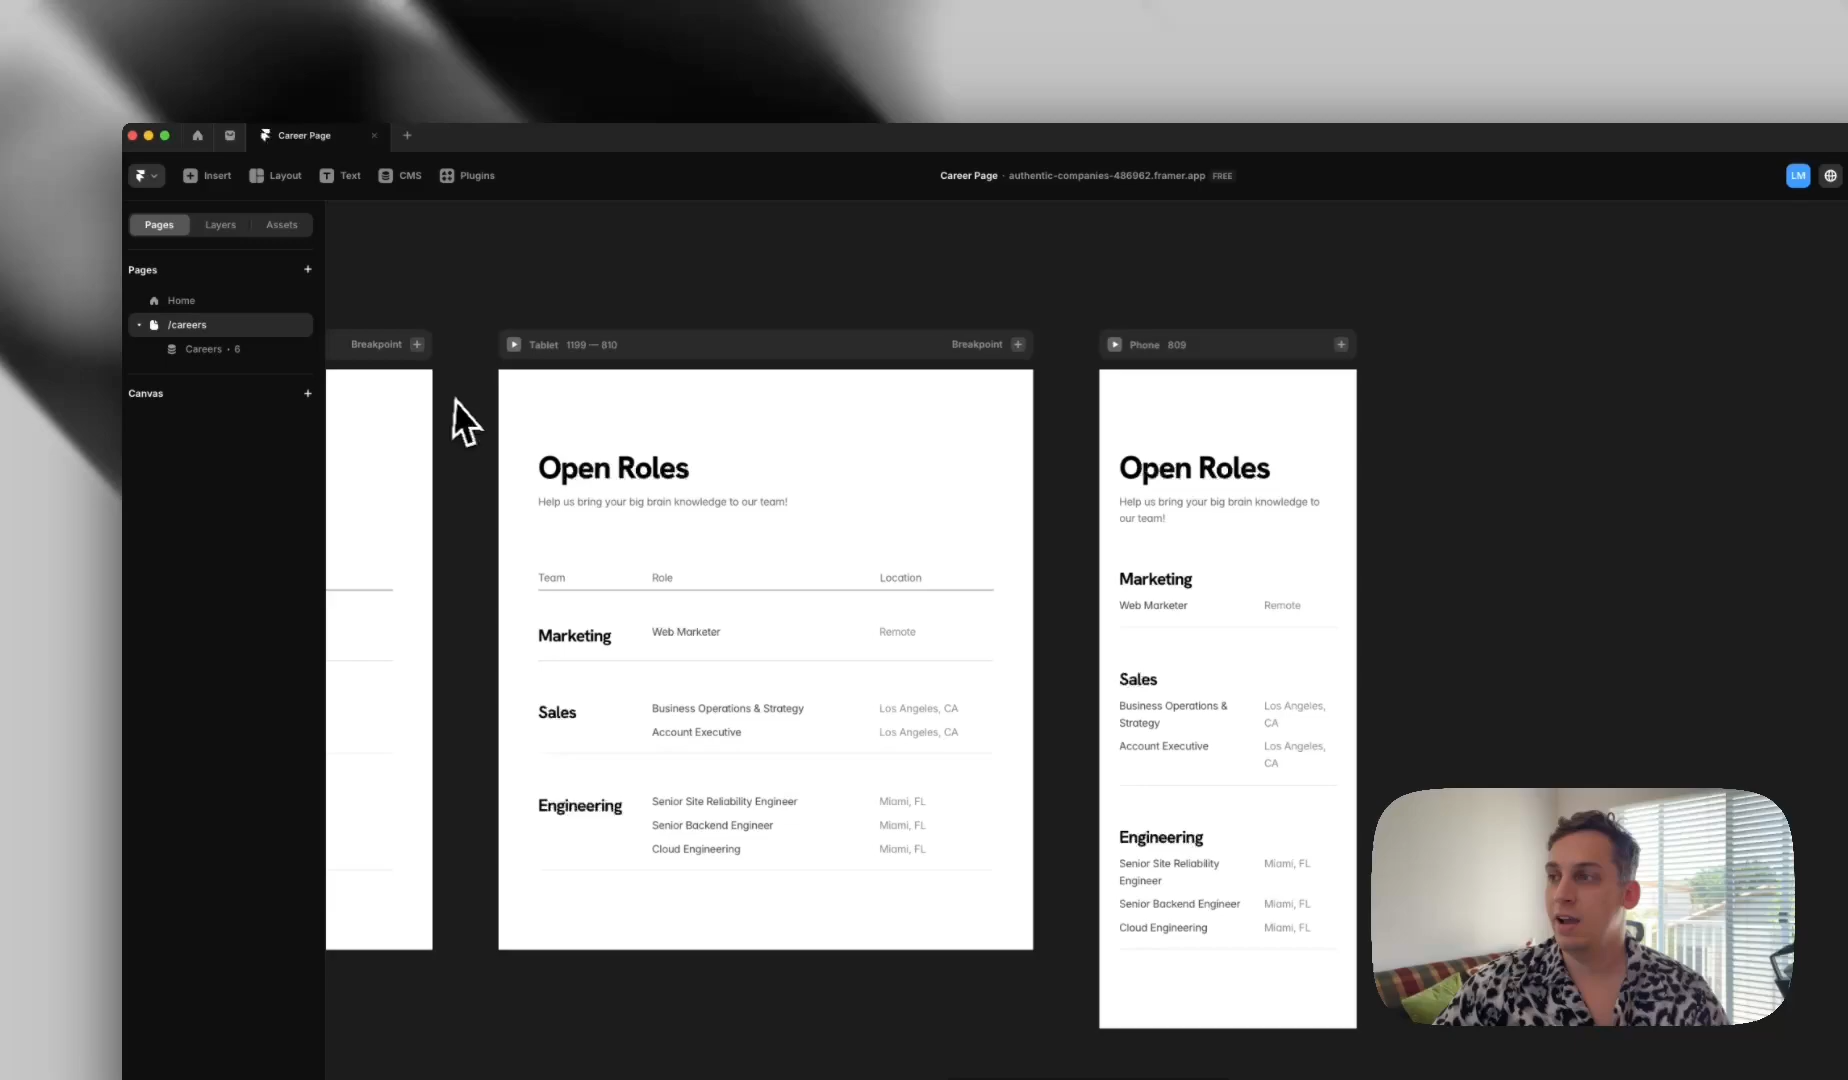 Career Page
Insert
Layout
Text
CMS
Plugins
Career Page · authentic-companies-486962.framer.app FREE
LM
Pages
Layers
Assets
Pages
Home
/careers
Careers · 6
Canvas
Breakpoint
Tablet 1199 — 810
Breakpoint
Open Roles
Help us bring your big brain knowledge to our team!
Team Role Location
Marketing Web Marketer Remote
Sales Business Operations & Strategy Los Angeles, CA
Account Executive Los Angeles, CA
Engineering Senior Site Reliability Engineer Miami, FL
Senior Backend Engineer Miami, FL
Cloud Engineering Miami, FL
Phone 809
Open Roles
Help us bring your big brain knowledge to
our team!
Marketing
Web Marketer Remote
Sales
Business Operations & Los Angeles,
Strategy CA
Account Executive Los Angeles,
CA
Engineering
Senior Site Reliability Miami, FL
Engineer
Senior Backend Engineer Miami, FL
Cloud Engineering Miami, FL